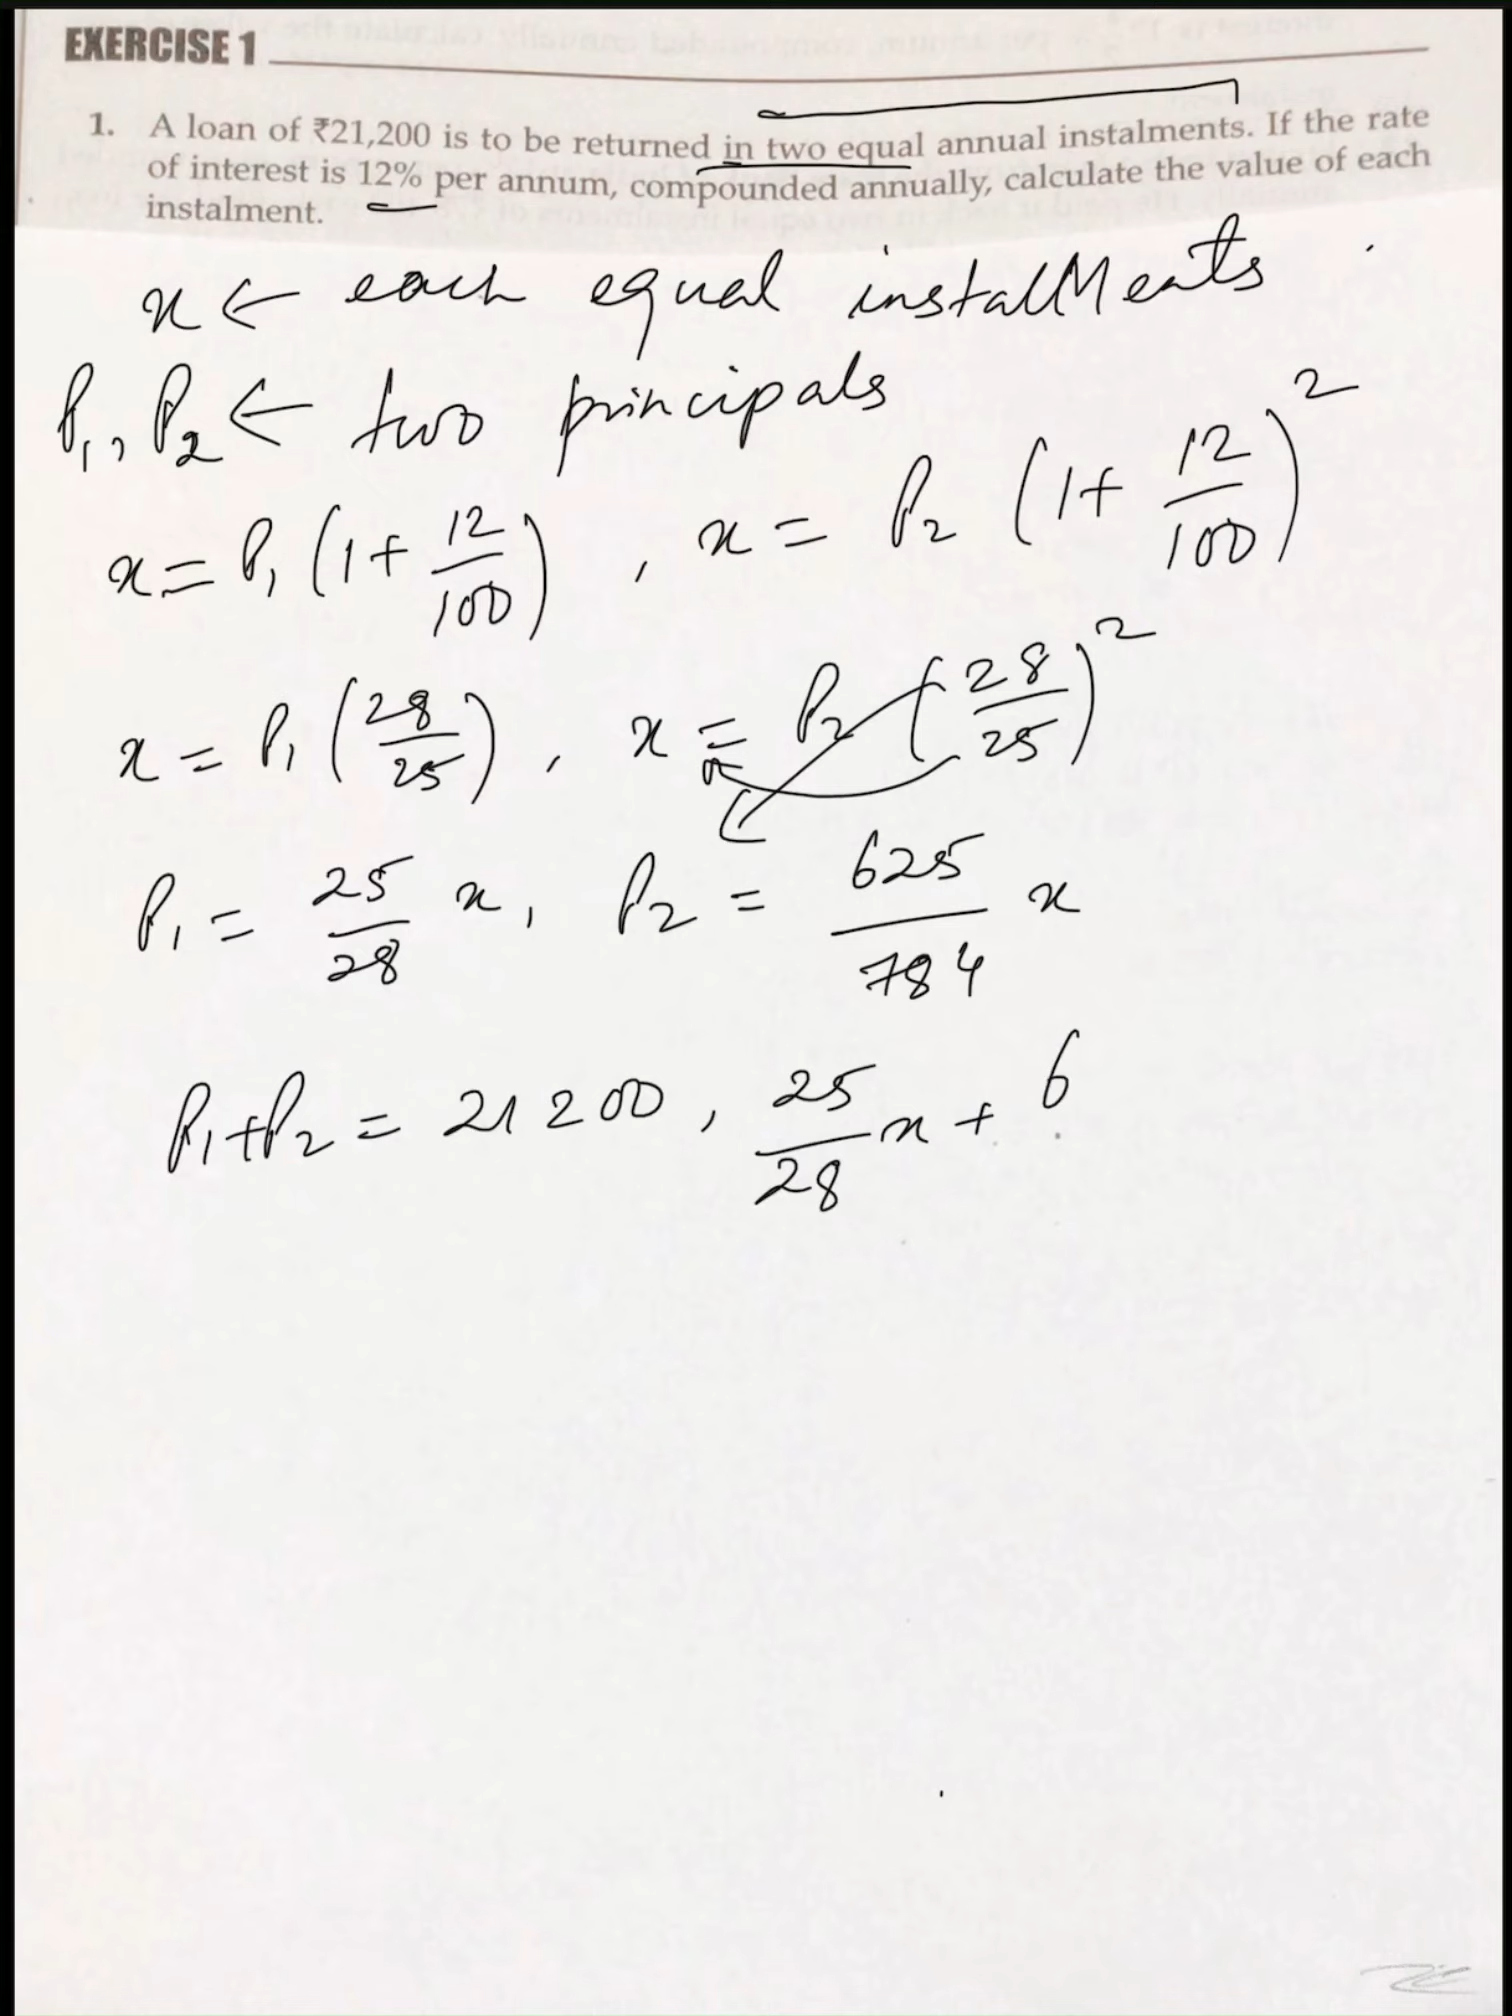 EXERCISE 1
1. A loan of ₹21,200 is to be returned in two equal annual instalments. If the rate
of interest is 12% per annum, compounded annually, calculate the value of each
instalment.
x ← each equal installments
P₁, P₂ ← two principals
x = P₁ (1 + 12/100) , x = P₂ (1 + 12/100)²
x = P₁ (28/25) , x = P₂ (28/25)²
P₁ = 25/28 x, P₂ = 625/784 x
P₁ + P₂ = 21200, 25/28 x + 6